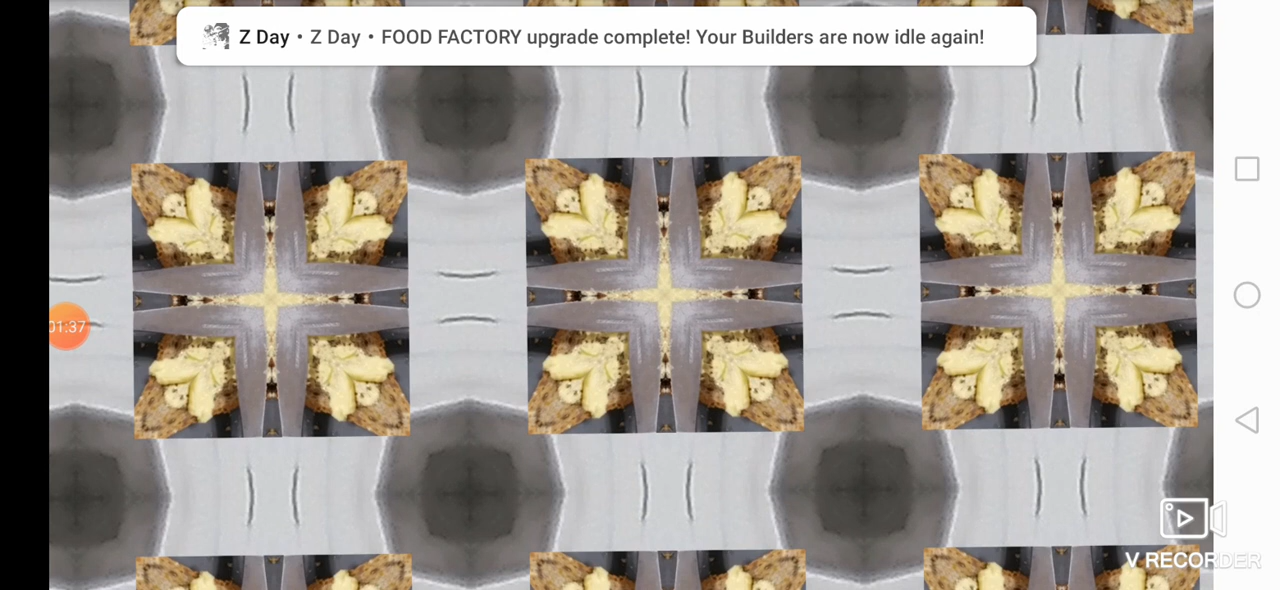 Z Day • Z Day • FOOD FACTORY upgrade complete! Your Builders are now idle again!
01:37
V RECORDER